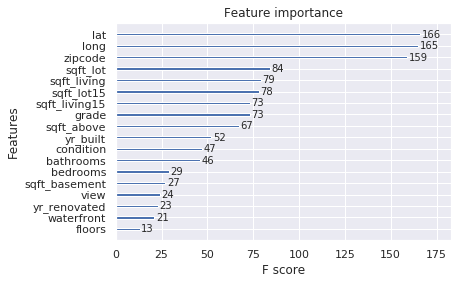 Feature importance
Features
lat 166
long 165
zipcode 159
sqft_lot 84
sqft_living 79
sqft_lot15 78
sqft_living15 73
grade 73
sqft_above 67
yr_built 52
condition 47
bathrooms 46
bedrooms 29
sqft_basement 27
view 24
yr_renovated 23
waterfront 21
floors 13
0 25 50 75 100 125 150 175
F score